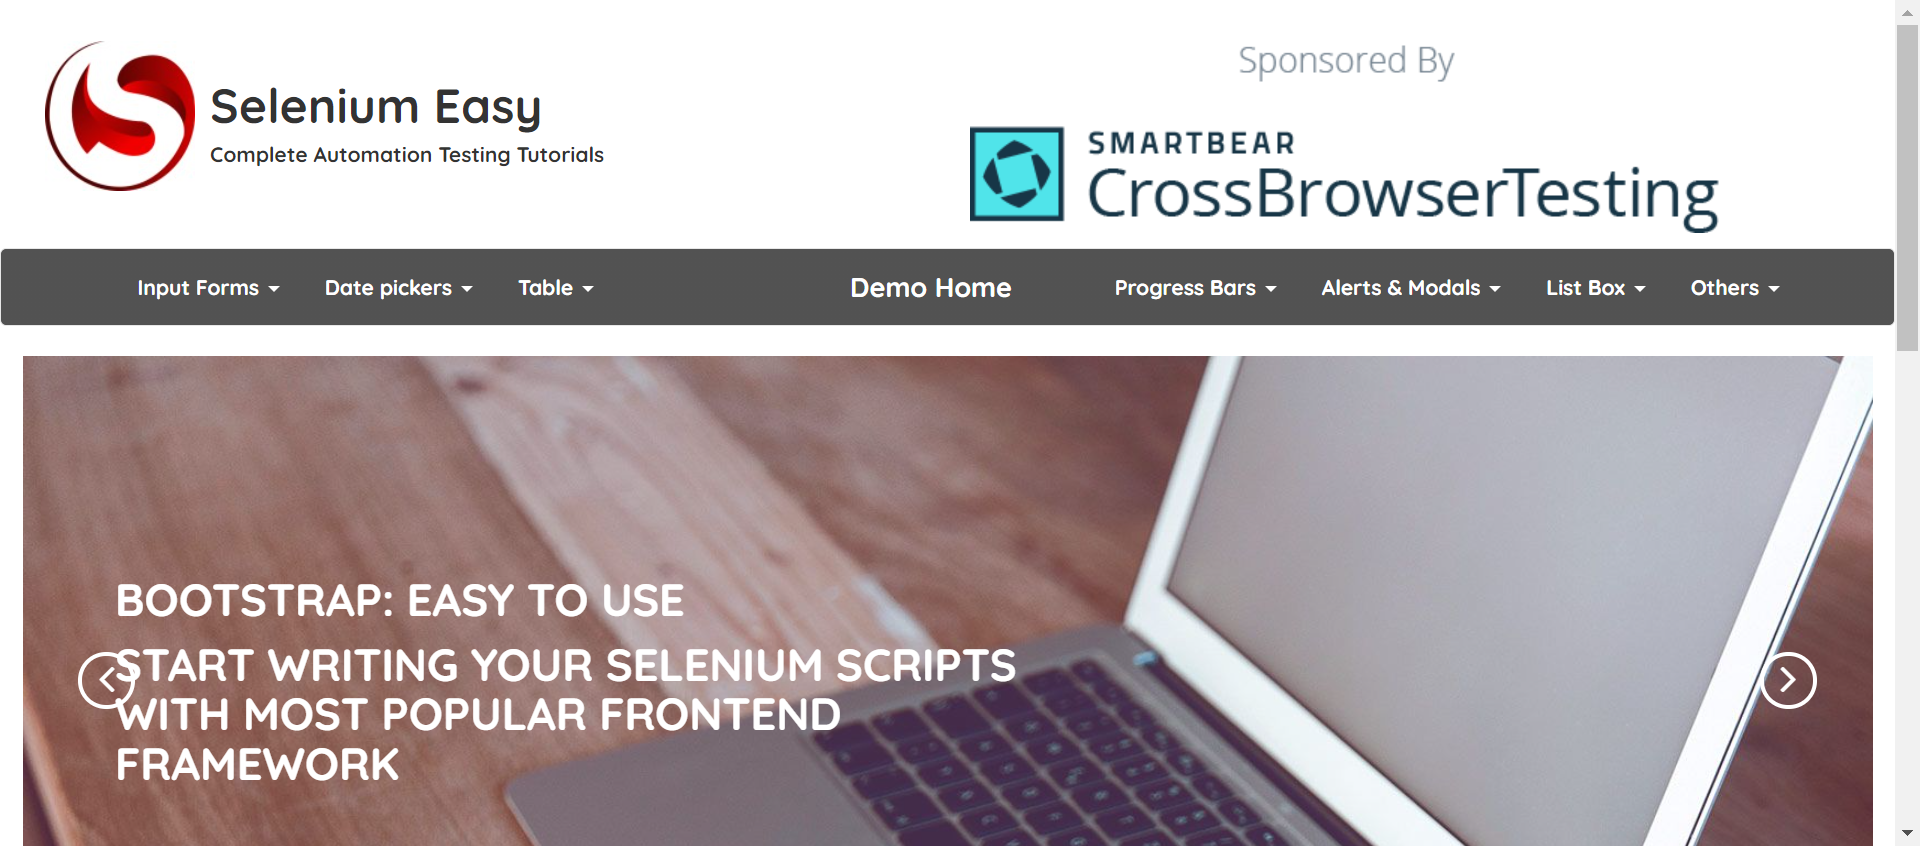 Selenium Easy
Complete Automation Testing Tutorials
Sponsored By
SMARTBEAR
CrossBrowserTesting
Input Forms
Date pickers
Table
Demo Home
Progress Bars
Alerts & Modals
List Box
Others
BOOTSTRAP: EASY TO USE
START WRITING YOUR SELENIUM SCRIPTS
WITH MOST POPULAR FRONTEND
FRAMEWORK